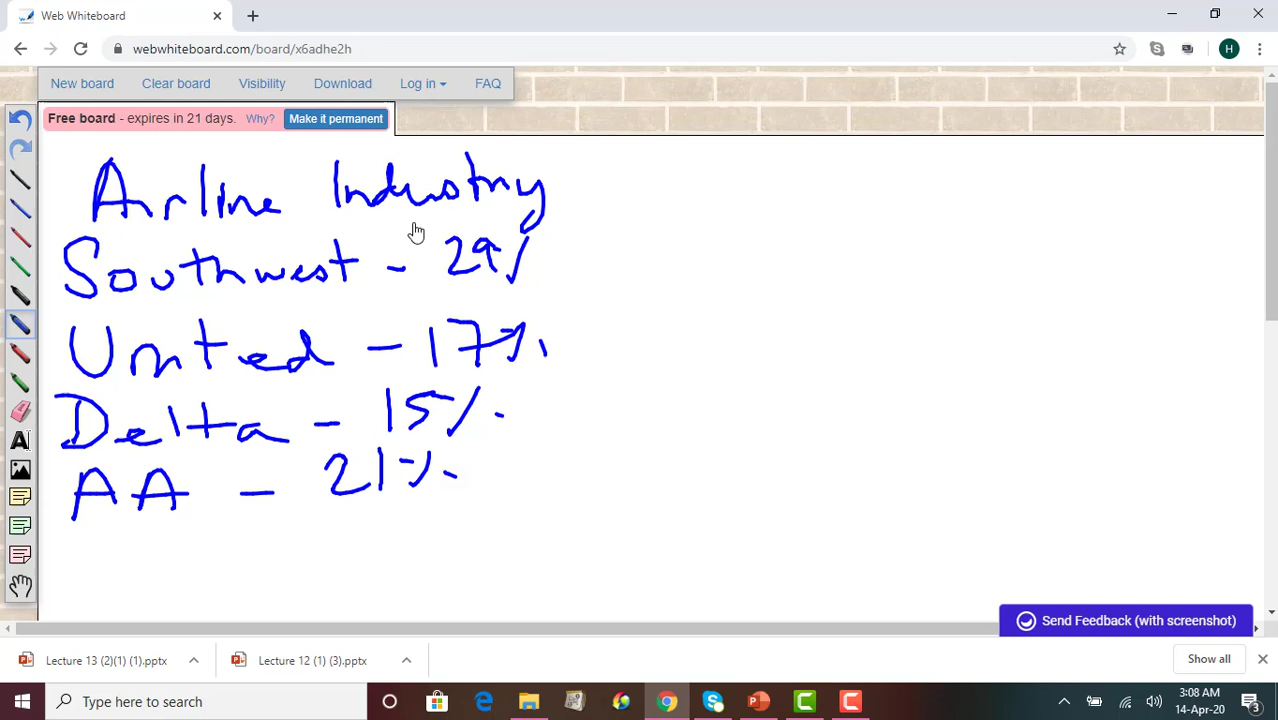 Web Whiteboard
webwhiteboard.com/board/x6adhe2h
H
New board Clear board Visibility Download Log in FAQ
Free board - expires in 21 days. Why? Make it permanent
Airline Industry
Southwest - 29
United - 17%
Delta - 15%
AA - 21%
A
Send Feedback (with screenshot)
Lecture 13 (2)(1) (1).pptx Lecture 12 (1) (3).pptx Show all
Type here to search
3:08 AM
14-Apr-20
3